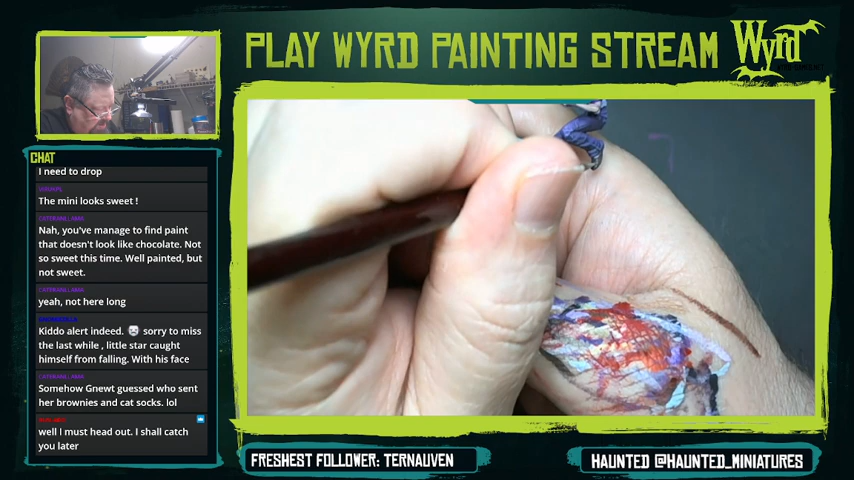 PLAY WYRD PAINTING STREAM
Wyrd
CHAT
I need to drop
The mini looks sweet !
Nah, you've manage to find paint
that doesn't look like chocolate. Not
so sweet this time. Well painted, but
not sweet.
yeah, not here long
Kiddo alert indeed. sorry to miss
the last while , little star caught
himself from falling. With his face
Somehow Gnewt guessed who sent
her brownies and cat socks. lol
well I must head out. I shall catch
you later
FRESHEST FOLLOWER: TERNAUVEN
HAUNTED @HAUNTED_MINIATURES